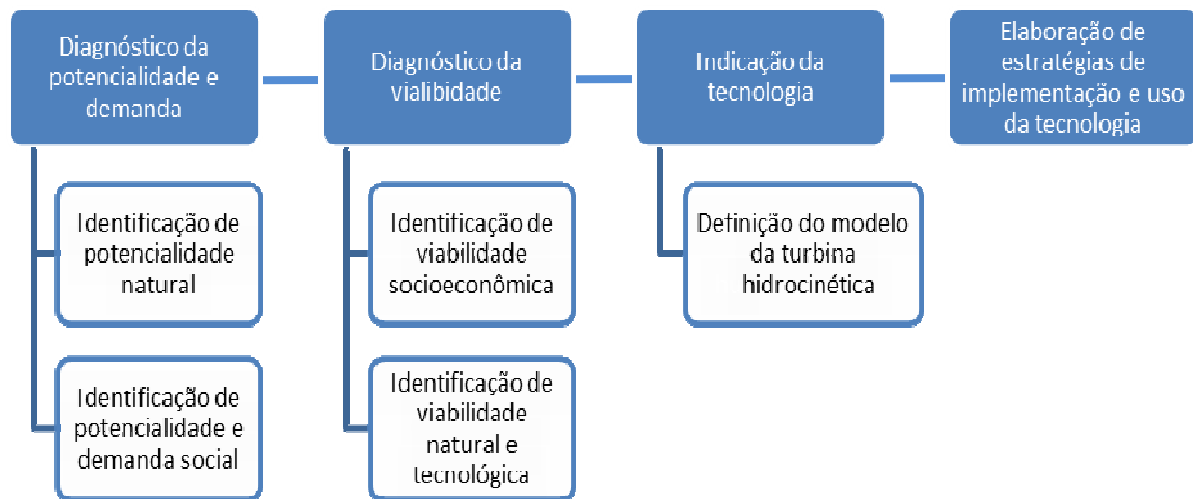 Diagnóstico da
potencialidade e
demanda
Identificação de
potencialidade
natural
Identificação de
potencialidade e
demanda social
Diagnóstico da
vialibidade
Identificação de
viabilidade
socioeconômica
Identificação de
viabilidade
natural e
tecnológica
Indicação da
tecnologia
Definição do modelo
da turbina
hidrocinética
Elaboração de
estratégias de
implementação e uso
da tecnologia